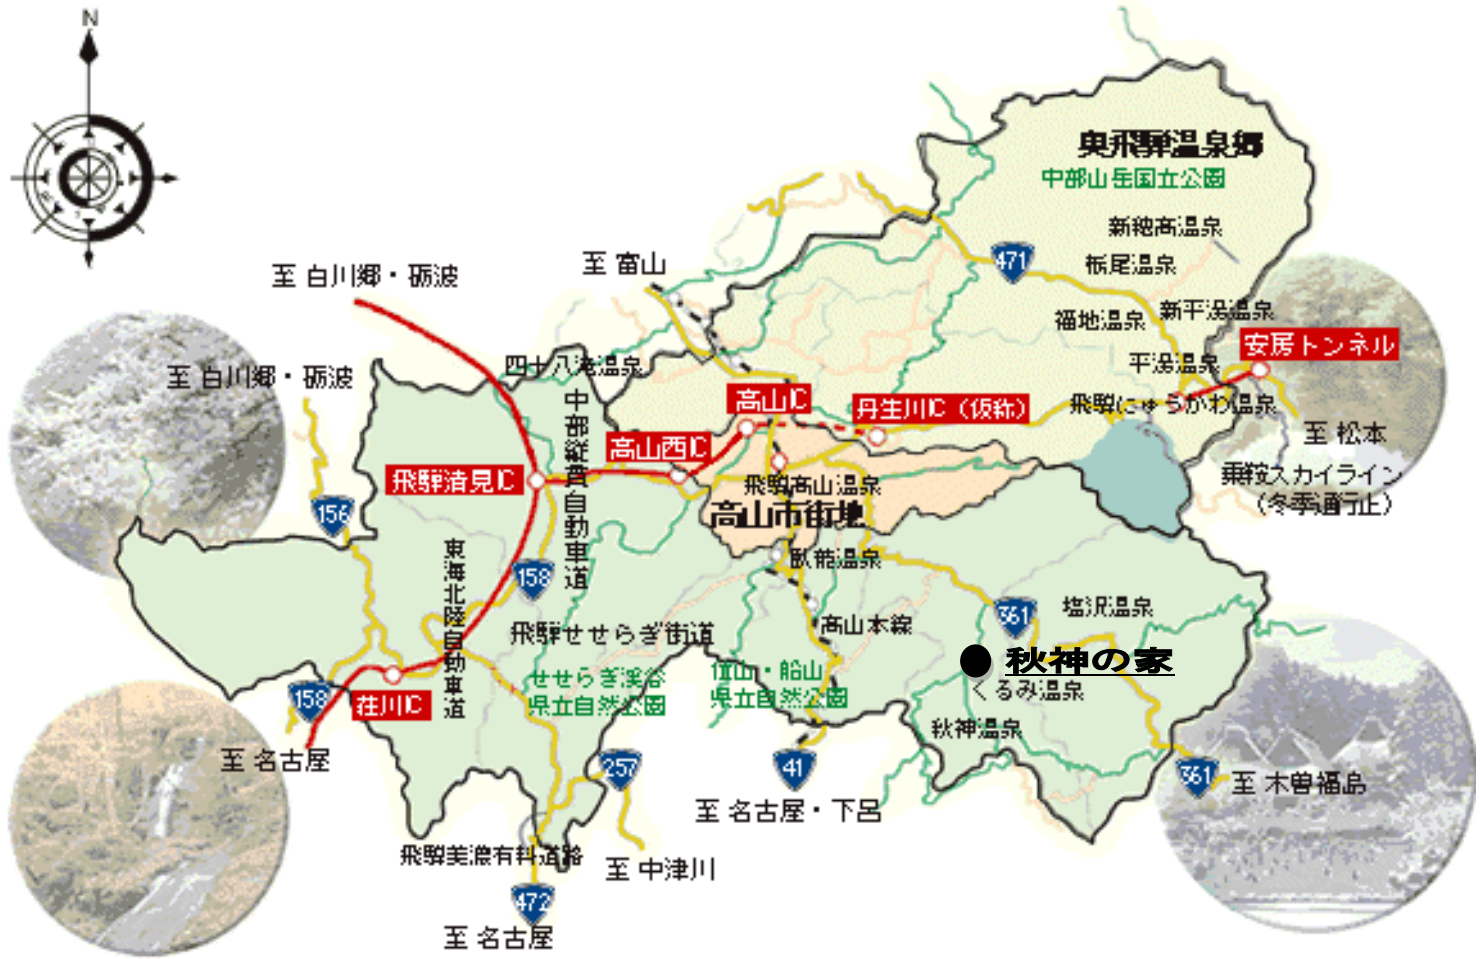 N
奥飛騨温泉郷
中部山岳国立公園
新穂高温泉
471
栃尾温泉
至 富山
至 白川郷・砺波
福地温泉
新平湯温泉
安房トンネル
平湯温泉
四十八滝温泉
至 白川郷・砺波
高山IC
丹生川IC（仮称）
飛騨にゅうかわ温泉
至 松本
高山西IC
中部縦貫自動車道
飛騨清見IC
飛騨高山温泉
乗鞍スカイライン
（冬季通行止）
高山市街地
156
東海北陸自動車道
臥龍温泉
158
361
塩沢温泉
飛騨せせらぎ街道
高山本線
秋神の家
くるみ温泉
せせらぎ渓谷
県立自然公園
位山・船山
県立自然公園
158
荘川IC
秋神温泉
至 名古屋
257
41
361
至 木曽福島
至 名古屋・下呂
飛騨美濃有料道路
至 中津川
472
至 名古屋